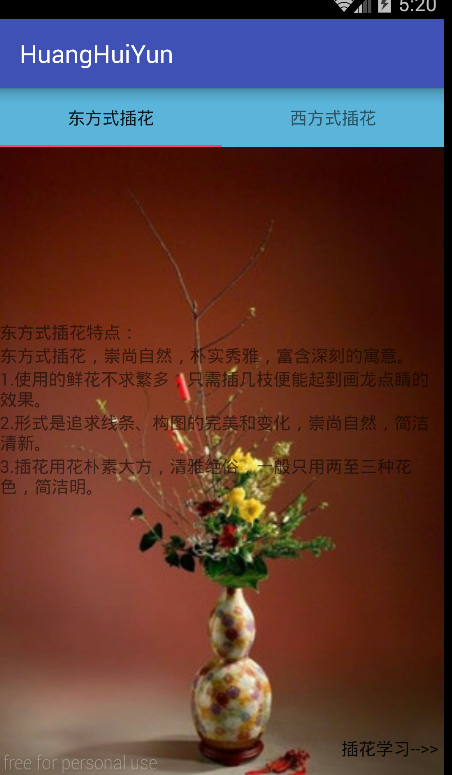 5:20
HuangHuiYun
东方式插花
西方式插花
东方式插花特点：
东方式插花，崇尚自然，朴实秀雅，富含深刻的寓意。
1.使用的鲜花不求繁多，只需插几枝便能起到画龙点睛的
效果。
2.形式是追求线条、构图的完美和变化，崇尚自然，简洁
清新。
3.插花用花朴素大方，清雅绝俗，一般只用两至三种花
色，简洁明。
插花学习-->>
free for personal use